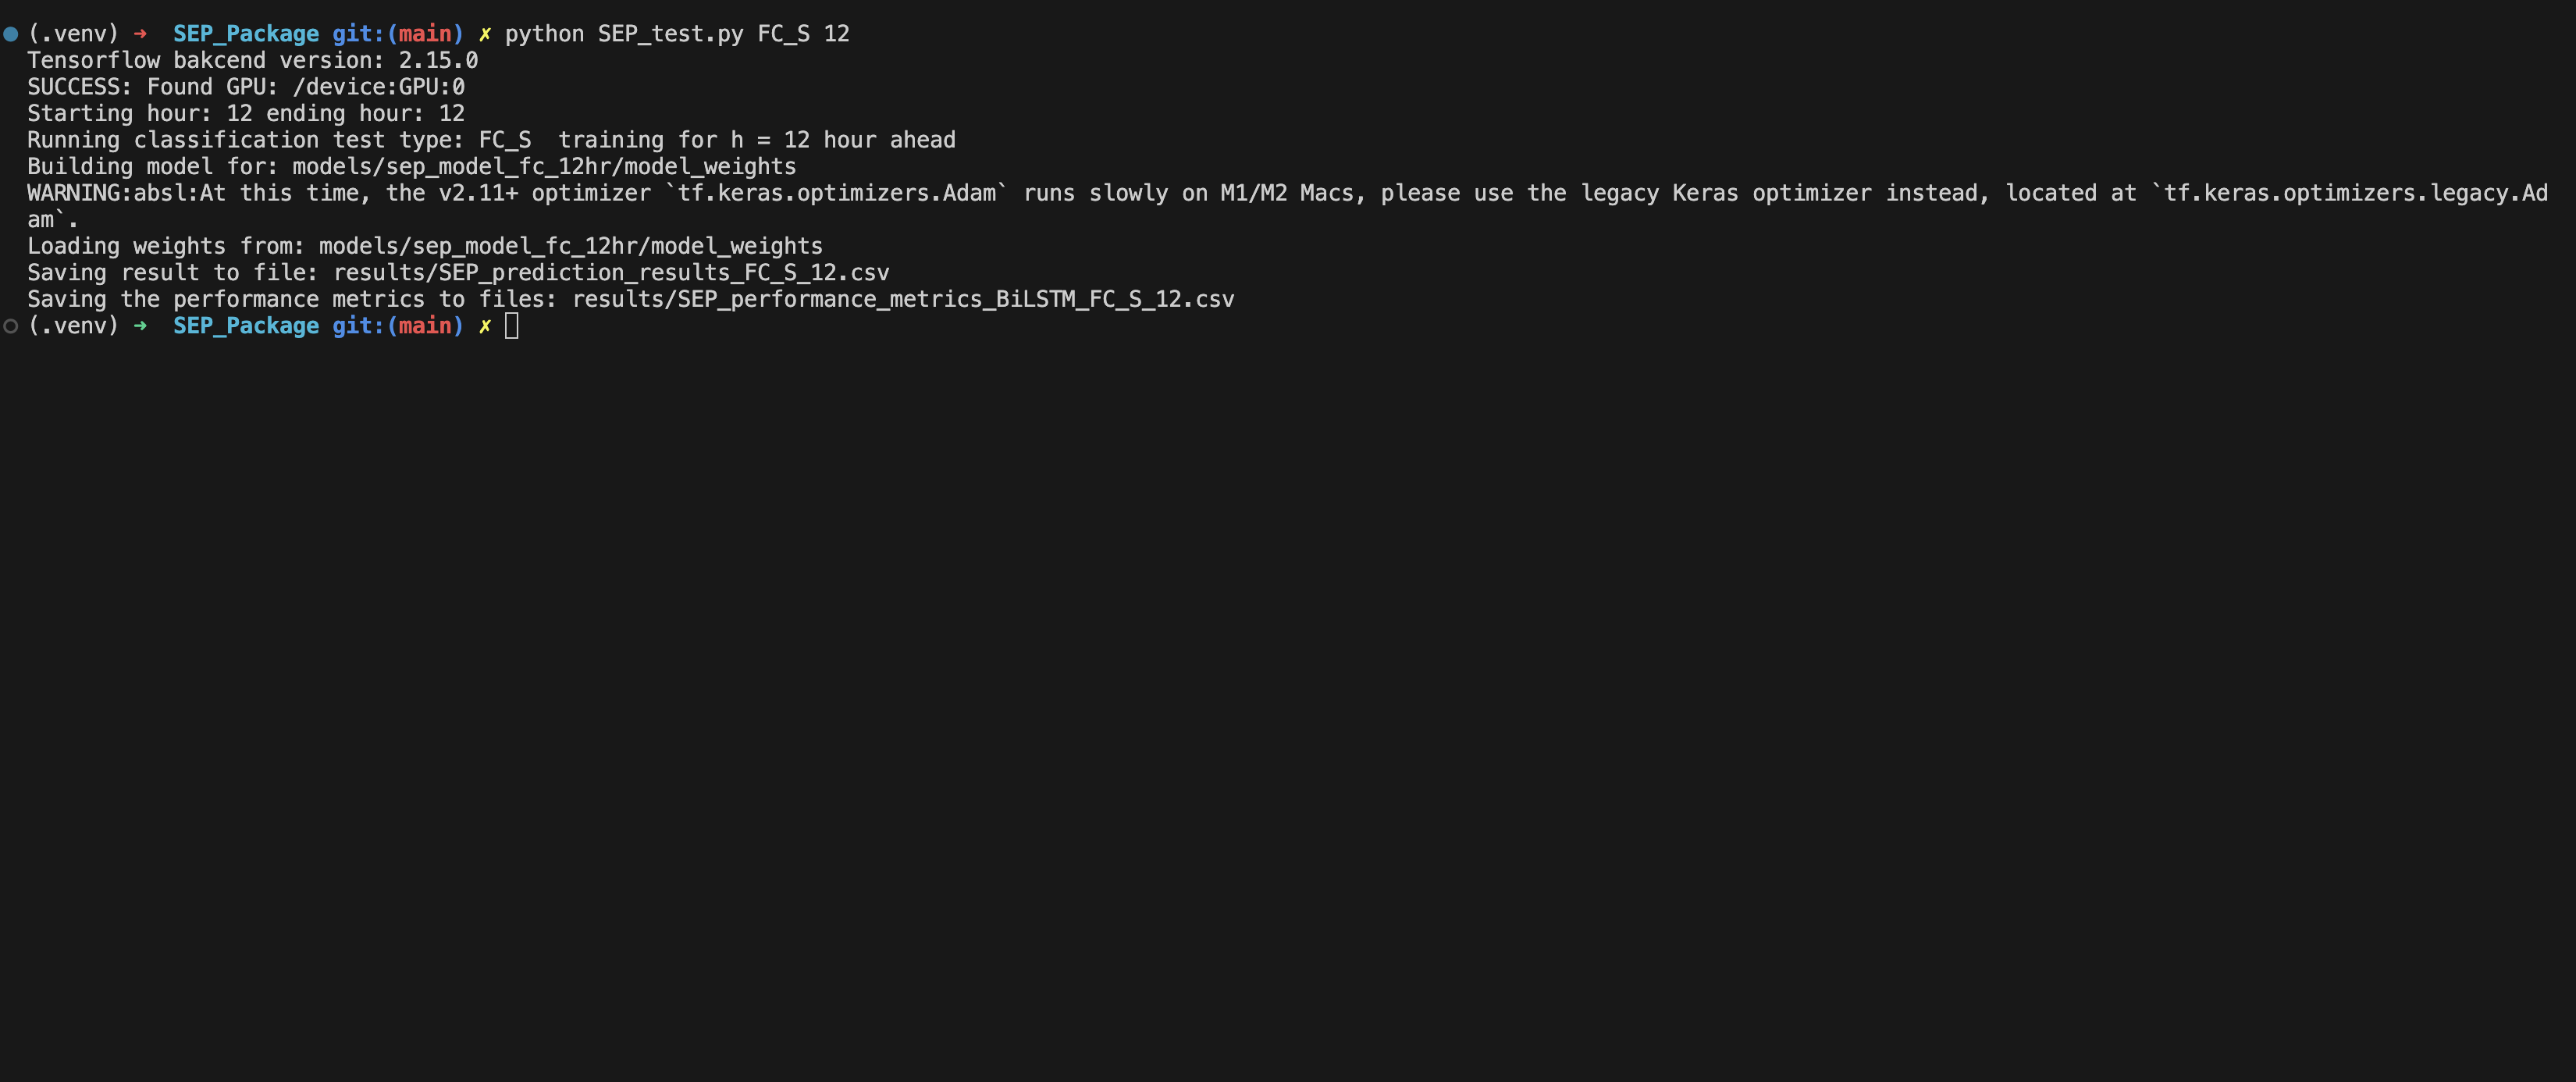 (.venv) ➜  SEP_Package git:(main) ✗ python SEP_test.py FC_S 12
Tensorflow bakcend version: 2.15.0
SUCCESS: Found GPU: /device:GPU:0
Starting hour: 12 ending hour: 12
Running classification test type: FC_S  training for h = 12 hour ahead
Building model for: models/sep_model_fc_12hr/model_weights
WARNING:absl:At this time, the v2.11+ optimizer `tf.keras.optimizers.Adam` runs slowly on M1/M2 Macs, please use the legacy Keras optimizer instead, located at `tf.keras.optimizers.legacy.Ad
am`.
Loading weights from: models/sep_model_fc_12hr/model_weights
Saving result to file: results/SEP_prediction_results_FC_S_12.csv
Saving the performance metrics to files: results/SEP_performance_metrics_BiLSTM_FC_S_12.csv
(.venv) ➜  SEP_Package git:(main) ✗